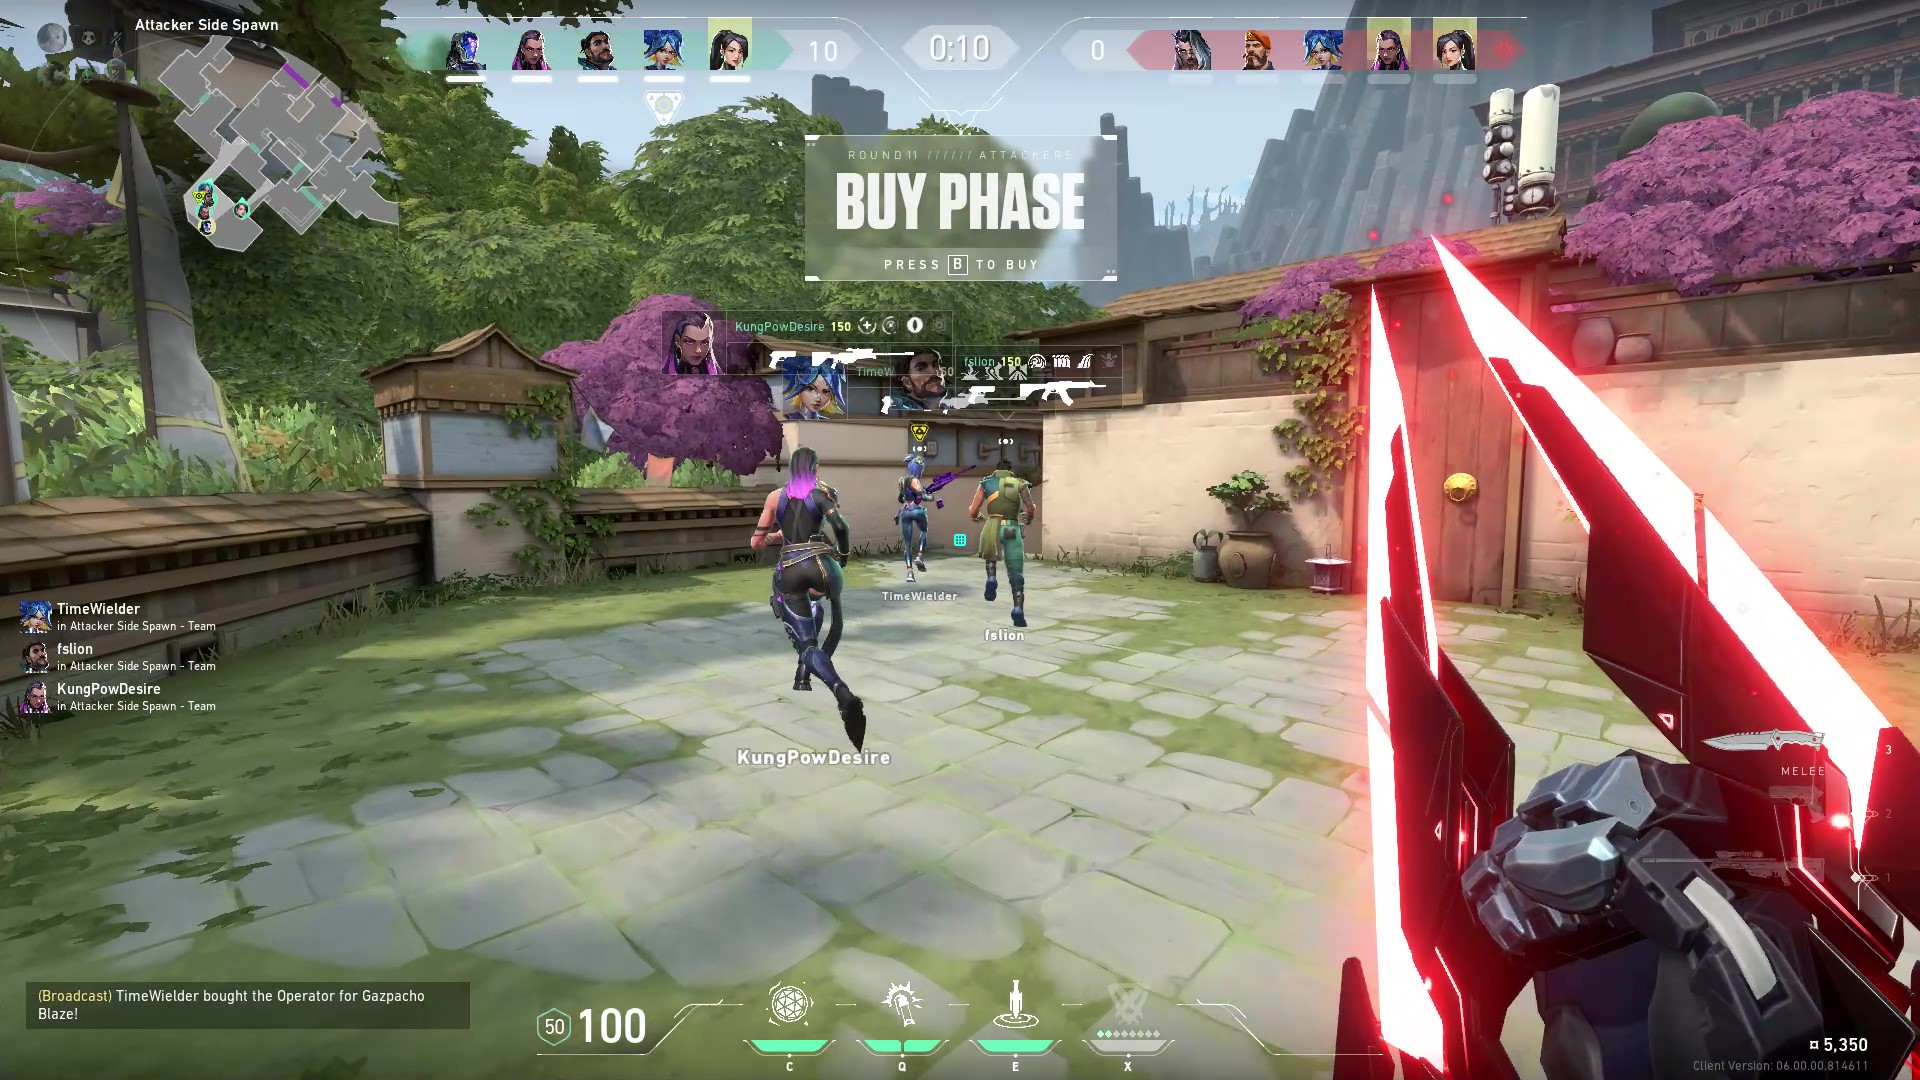 Attacker Side Spawn
10
0:10
0
ROUND 11 ////// ATTACKERS
BUY PHASE
PRESS B TO BUY
KungPowDesire 150
fslion 150
TimeW
TimeWielder
fslion
KungPowDesire
TimeWielder
in Attacker Side Spawn - Team
fslion
in Attacker Side Spawn - Team
KungPowDesire
in Attacker Side Spawn - Team
3
MELEE
2
1
(Broadcast) TimeWielder bought the Operator for Gazpacho
Blaze!
50
100
C
Q
E
X
¤ 5,350
Client Version: 06.00.00.814611